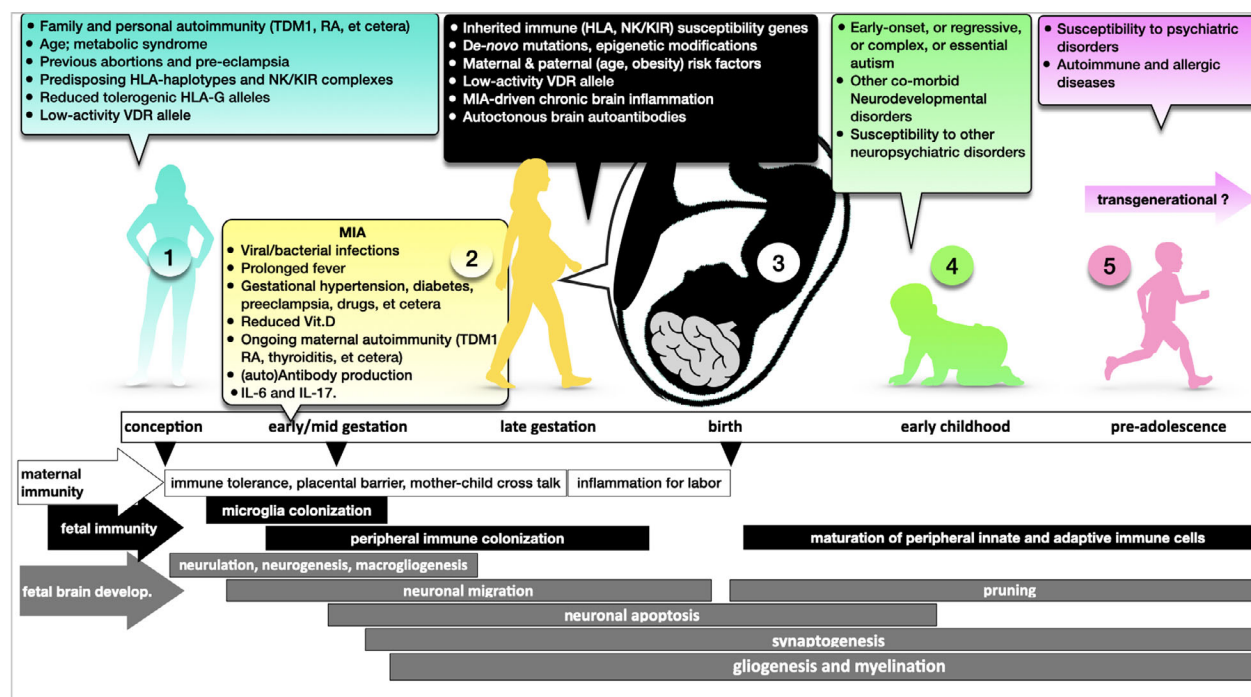 • Family and personal autoimmunity (TDM1, RA, et cetera)
• Age; metabolic syndrome
• Previous abortions and pre-eclampsia
• Predisposing HLA-haplotypes and NK/KIR complexes
• Reduced tolerogenic HLA-G alleles
• Low-activity VDR allele
• Inherited immune (HLA, NK/KIR) susceptibility genes
• De-novo mutations, epigenetic modifications
• Maternal & paternal (age, obesity) risk factors
• Low-activity VDR allele
• MIA-driven chronic brain inflammation
• Autoctonous brain autoantibodies
• Early-onset, or regressive,
or complex, or essential
autism
• Other co-morbid
Neurodevelopmental
disorders
• Susceptibility to other
neuropsychiatric disorders
• Susceptibility to psychiatric
disorders
• Autoimmune and allergic
diseases
transgenerational ?
1
MIA
• Viral/bacterial infections
• Prolonged fever
• Gestational hypertension, diabetes,
preeclampsia, drugs, et cetera
• Reduced Vit.D
• Ongoing maternal autoimmunity (TDM1
RA, thyroiditis, et cetera)
• (auto)Antibody production
• IL-6 and IL-17.
2
3
4
5
conception
early/mid gestation
late gestation
birth
early childhood
pre-adolescence
maternal
immunity
immune tolerance, placental barrier, mother-child cross talk
inflammation for labor
microglia colonization
fetal immunity
peripheral immune colonization
maturation of peripheral innate and adaptive immune cells
neurulation, neurogenesis, macrogliogenesis
fetal brain develop.
neuronal migration
pruning
neuronal apoptosis
synaptogenesis
gliogenesis and myelination